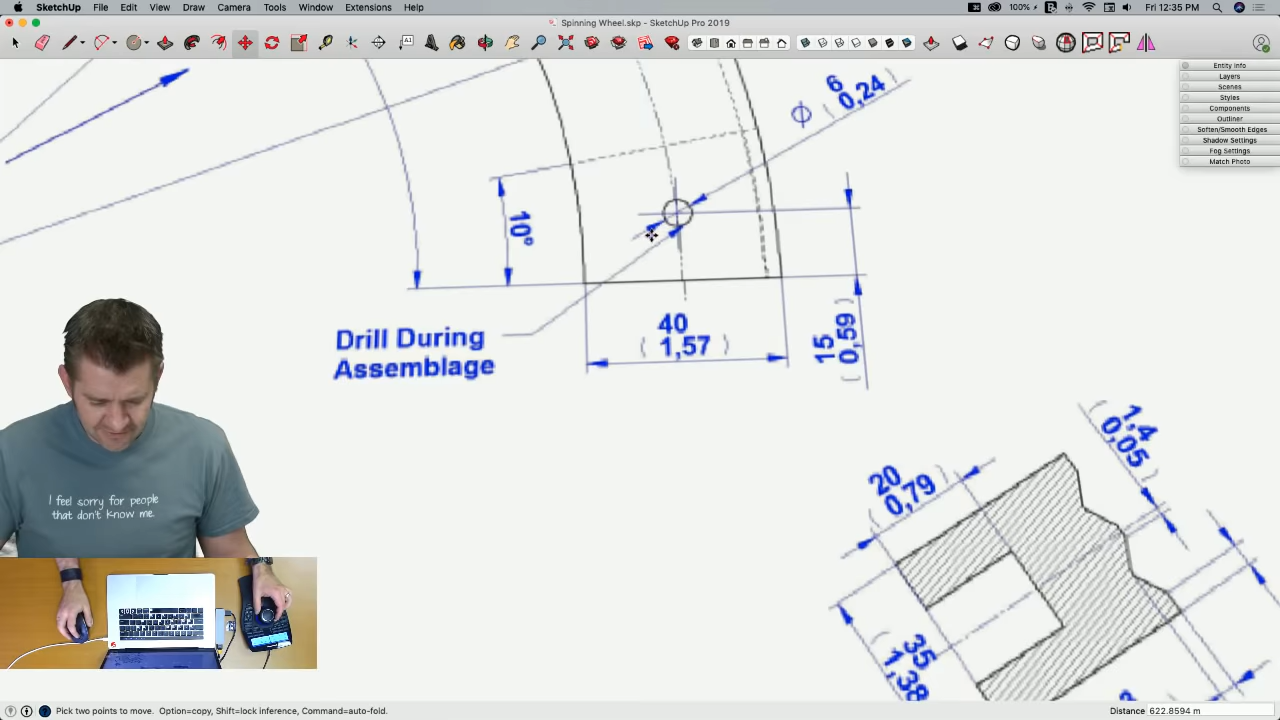 SketchUp File Edit View Draw Camera Tools Window Extensions Help
100% Fri 12:35 PM
Spinning Wheel.skp - SketchUp Pro 2019
Entity Info
Layers
Scenes
Styles
Components
Outliner
Soften/Smooth Edges
Shadow Settings
Fog Settings
Match Photo
ϕ 6
( 0,24 )
10°
Drill During
Assemblage
40
( 1,57 )
15
( 0,59 )
1,4
( 0,05 )
20
( 0,79 )
35
1,38
I feel sorry for people
that don't know me.
Pick two points to move. Option=copy, Shift=lock inference, Command=auto-fold.
Distance 622.8594 m